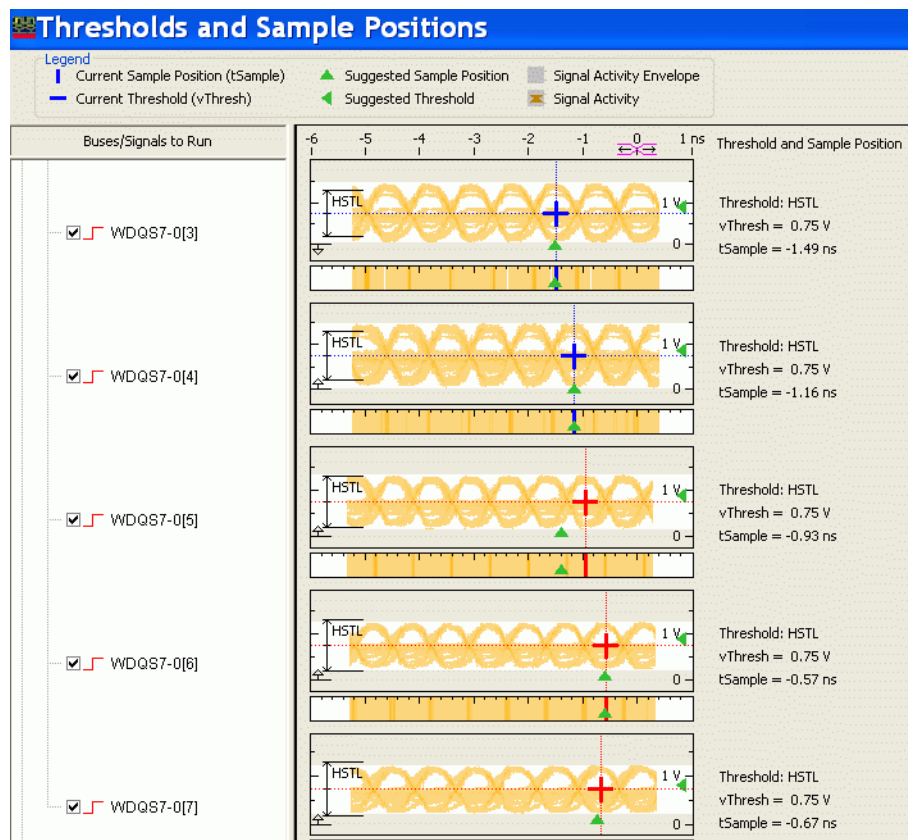 Thresholds and Sample Positions
Legend
Current Sample Position (tSample)
Suggested Sample Position
Signal Activity Envelope
Current Threshold (vThresh)
Suggested Threshold
Signal Activity
Buses/Signals to Run
-6 -5 -4 -3 -2 -1 0 1 ns
Threshold and Sample Position
WDQS7-0[3]
HSTL
1 V
0
Threshold: HSTL
vThresh = 0.75 V
tSample = -1.49 ns
WDQS7-0[4]
HSTL
1 V
0
Threshold: HSTL
vThresh = 0.75 V
tSample = -1.16 ns
WDQS7-0[5]
HSTL
1 V
0
Threshold: HSTL
vThresh = 0.75 V
tSample = -0.93 ns
WDQS7-0[6]
HSTL
1 V
0
Threshold: HSTL
vThresh = 0.75 V
tSample = -0.57 ns
WDQS7-0[7]
HSTL
1 V
0
Threshold: HSTL
vThresh = 0.75 V
tSample = -0.67 ns